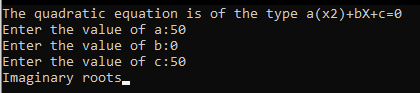 The quadratic equation is of the type a(x2)+bX+c=0
Enter the value of a:50
Enter the value of b:0
Enter the value of c:50
Imaginary roots